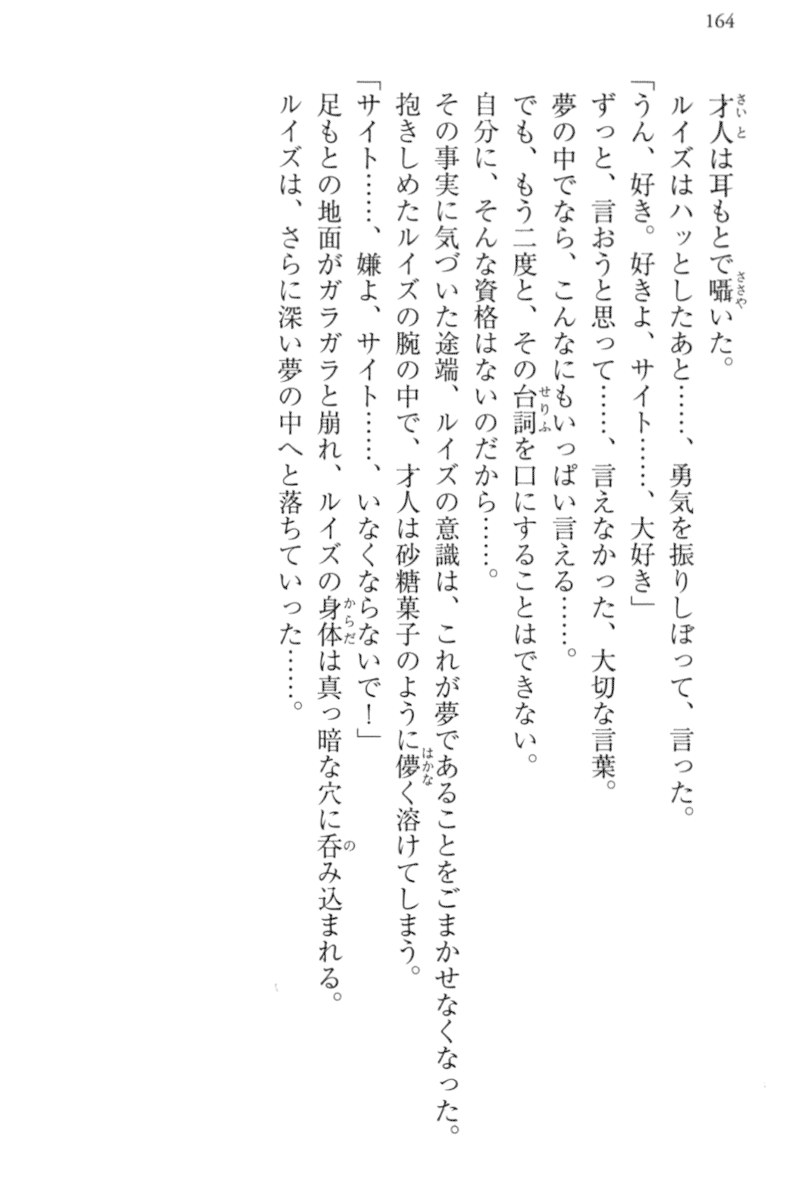 164
才人は耳もとで囁いた。
ルイズはハッとしたあと……、勇気を振りしぼって、言った。
「うん、好き。好きよ、サイト……、大好き」
ずっと、言おうと思って……、言えなかった、大切な言葉。
夢の中でなら、こんなにもいっぱい言える……。
でも、もう二度と、その台詞を口にすることはできない。
自分に、そんな資格はないのだから……。
その事実に気づいた途端、ルイズの意識は、これが夢であることをごまかせなくなった。
抱きしめたルイズの腕の中で、才人は砂糖菓子のように儚く溶けてしまう。
「サイト……、嫌よ、サイト……、いなくならないで！」
足もとの地面がガラガラと崩れ、ルイズの身体は真っ暗な穴に呑み込まれる。
ルイズは、さらに深い夢の中へと落ちていった……。